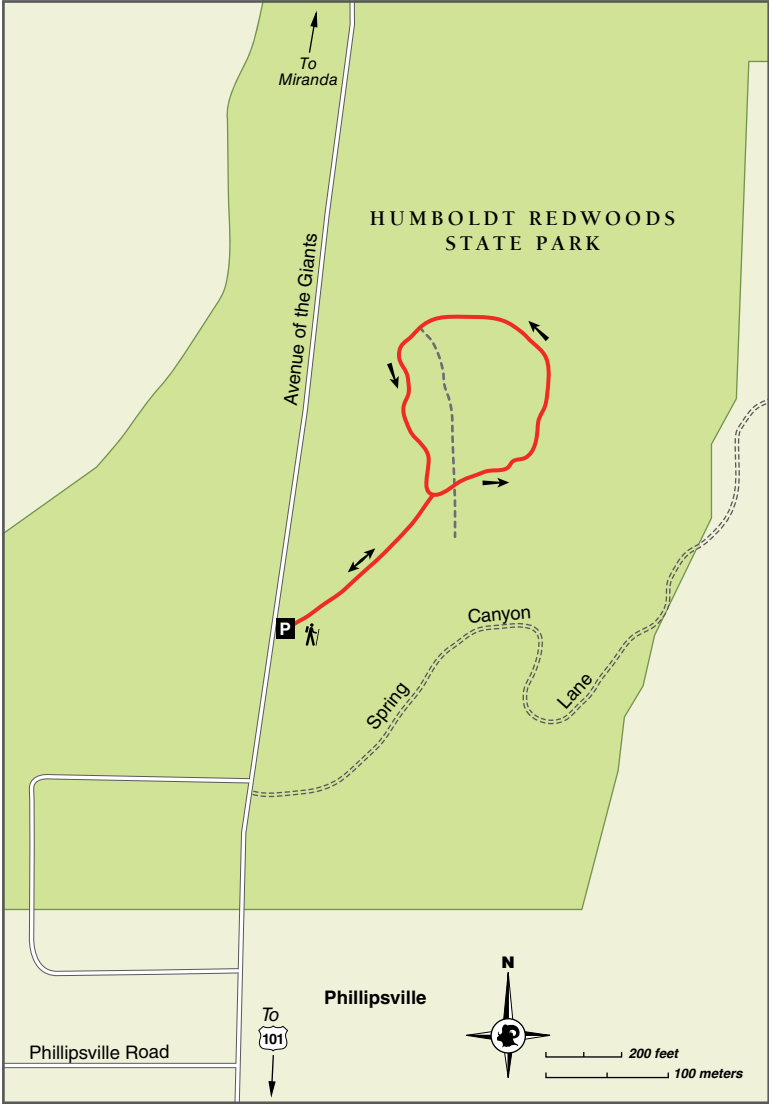 To
Miranda
HUMBOLDT REDWOODS
STATE PARK
Avenue of the Giants
P
Canyon
Spring
Lane
N
Phillipsville
To
101
Phillipsville Road
200 feet
100 meters